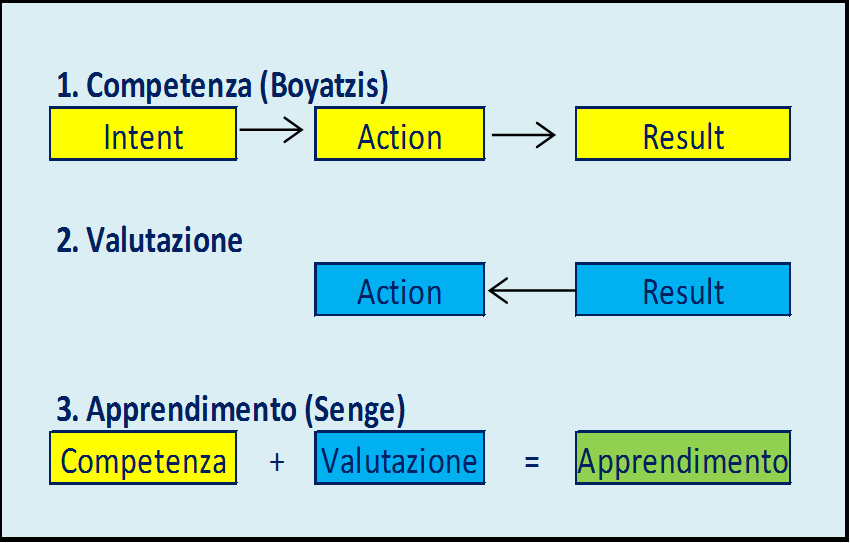 1. Competenza (Boyatzis)
Intent Action Result
2. Valutazione
Action Result
3. Apprendimento (Senge)
Competenza + Valutazione = Apprendimento